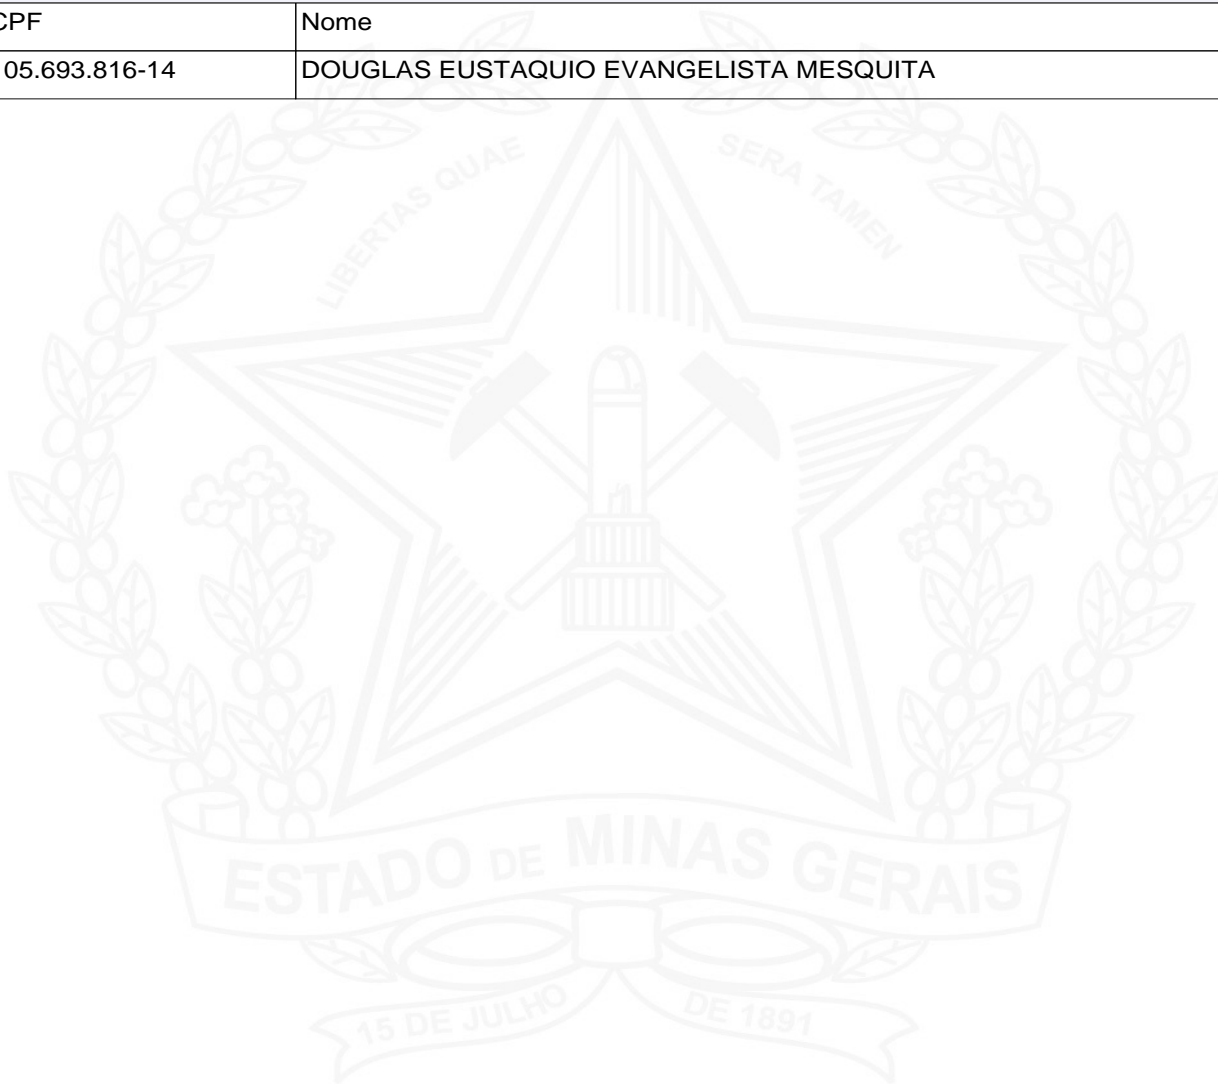 CPF Nome
05.693.816-14 DOUGLAS EUSTAQUIO EVANGELISTA MESQUITA
LIBERTAS QUAE SERA TAMEN
ESTADO DE MINAS GERAIS
15 DE JULHO DE 1891